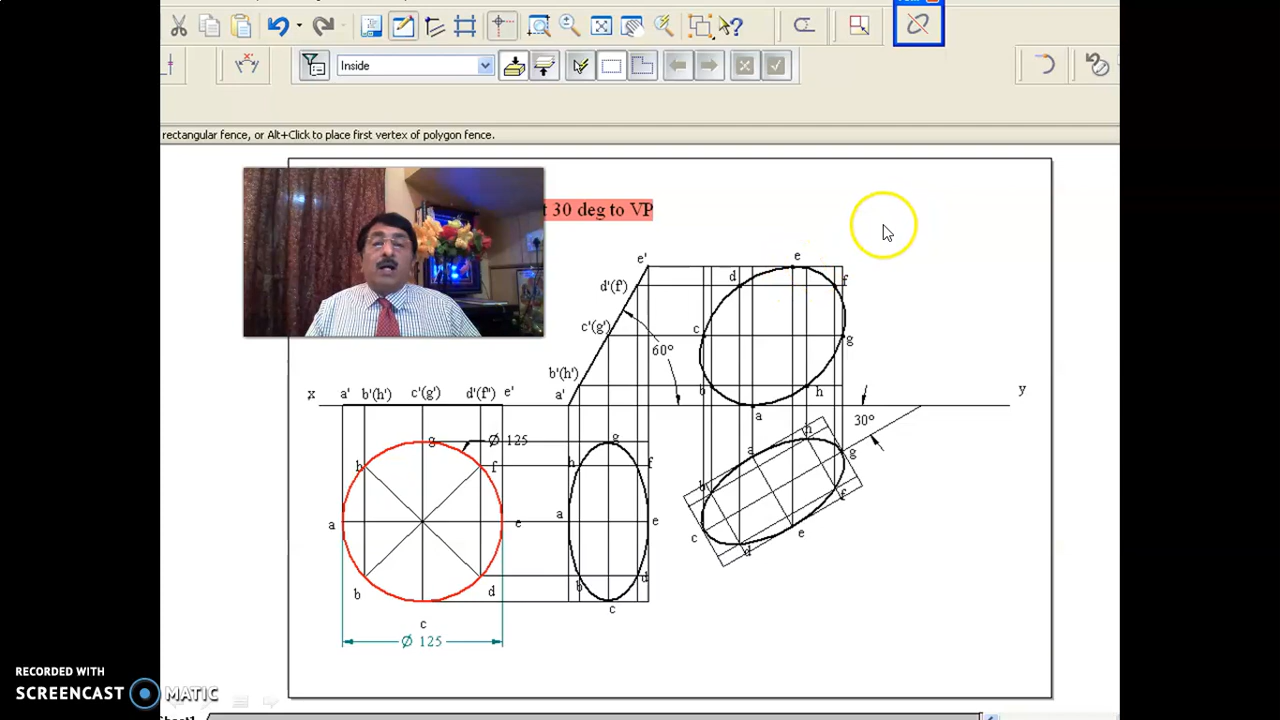 Inside
rectangular fence, or Alt+Click to place first vertex of polygon fence.
t 30 deg to VP
e' e
d'(f') d f
c'(g') c g
60°
b'(h') b h
x a' b'(h') c'(g') d'(f') e' a' y
a 30°
g Ø 125 g h
b f h f a g
b f
a e a e c d e
b d b d
c c
Ø 125
RECORDED WITH
SCREENCAST MATIC